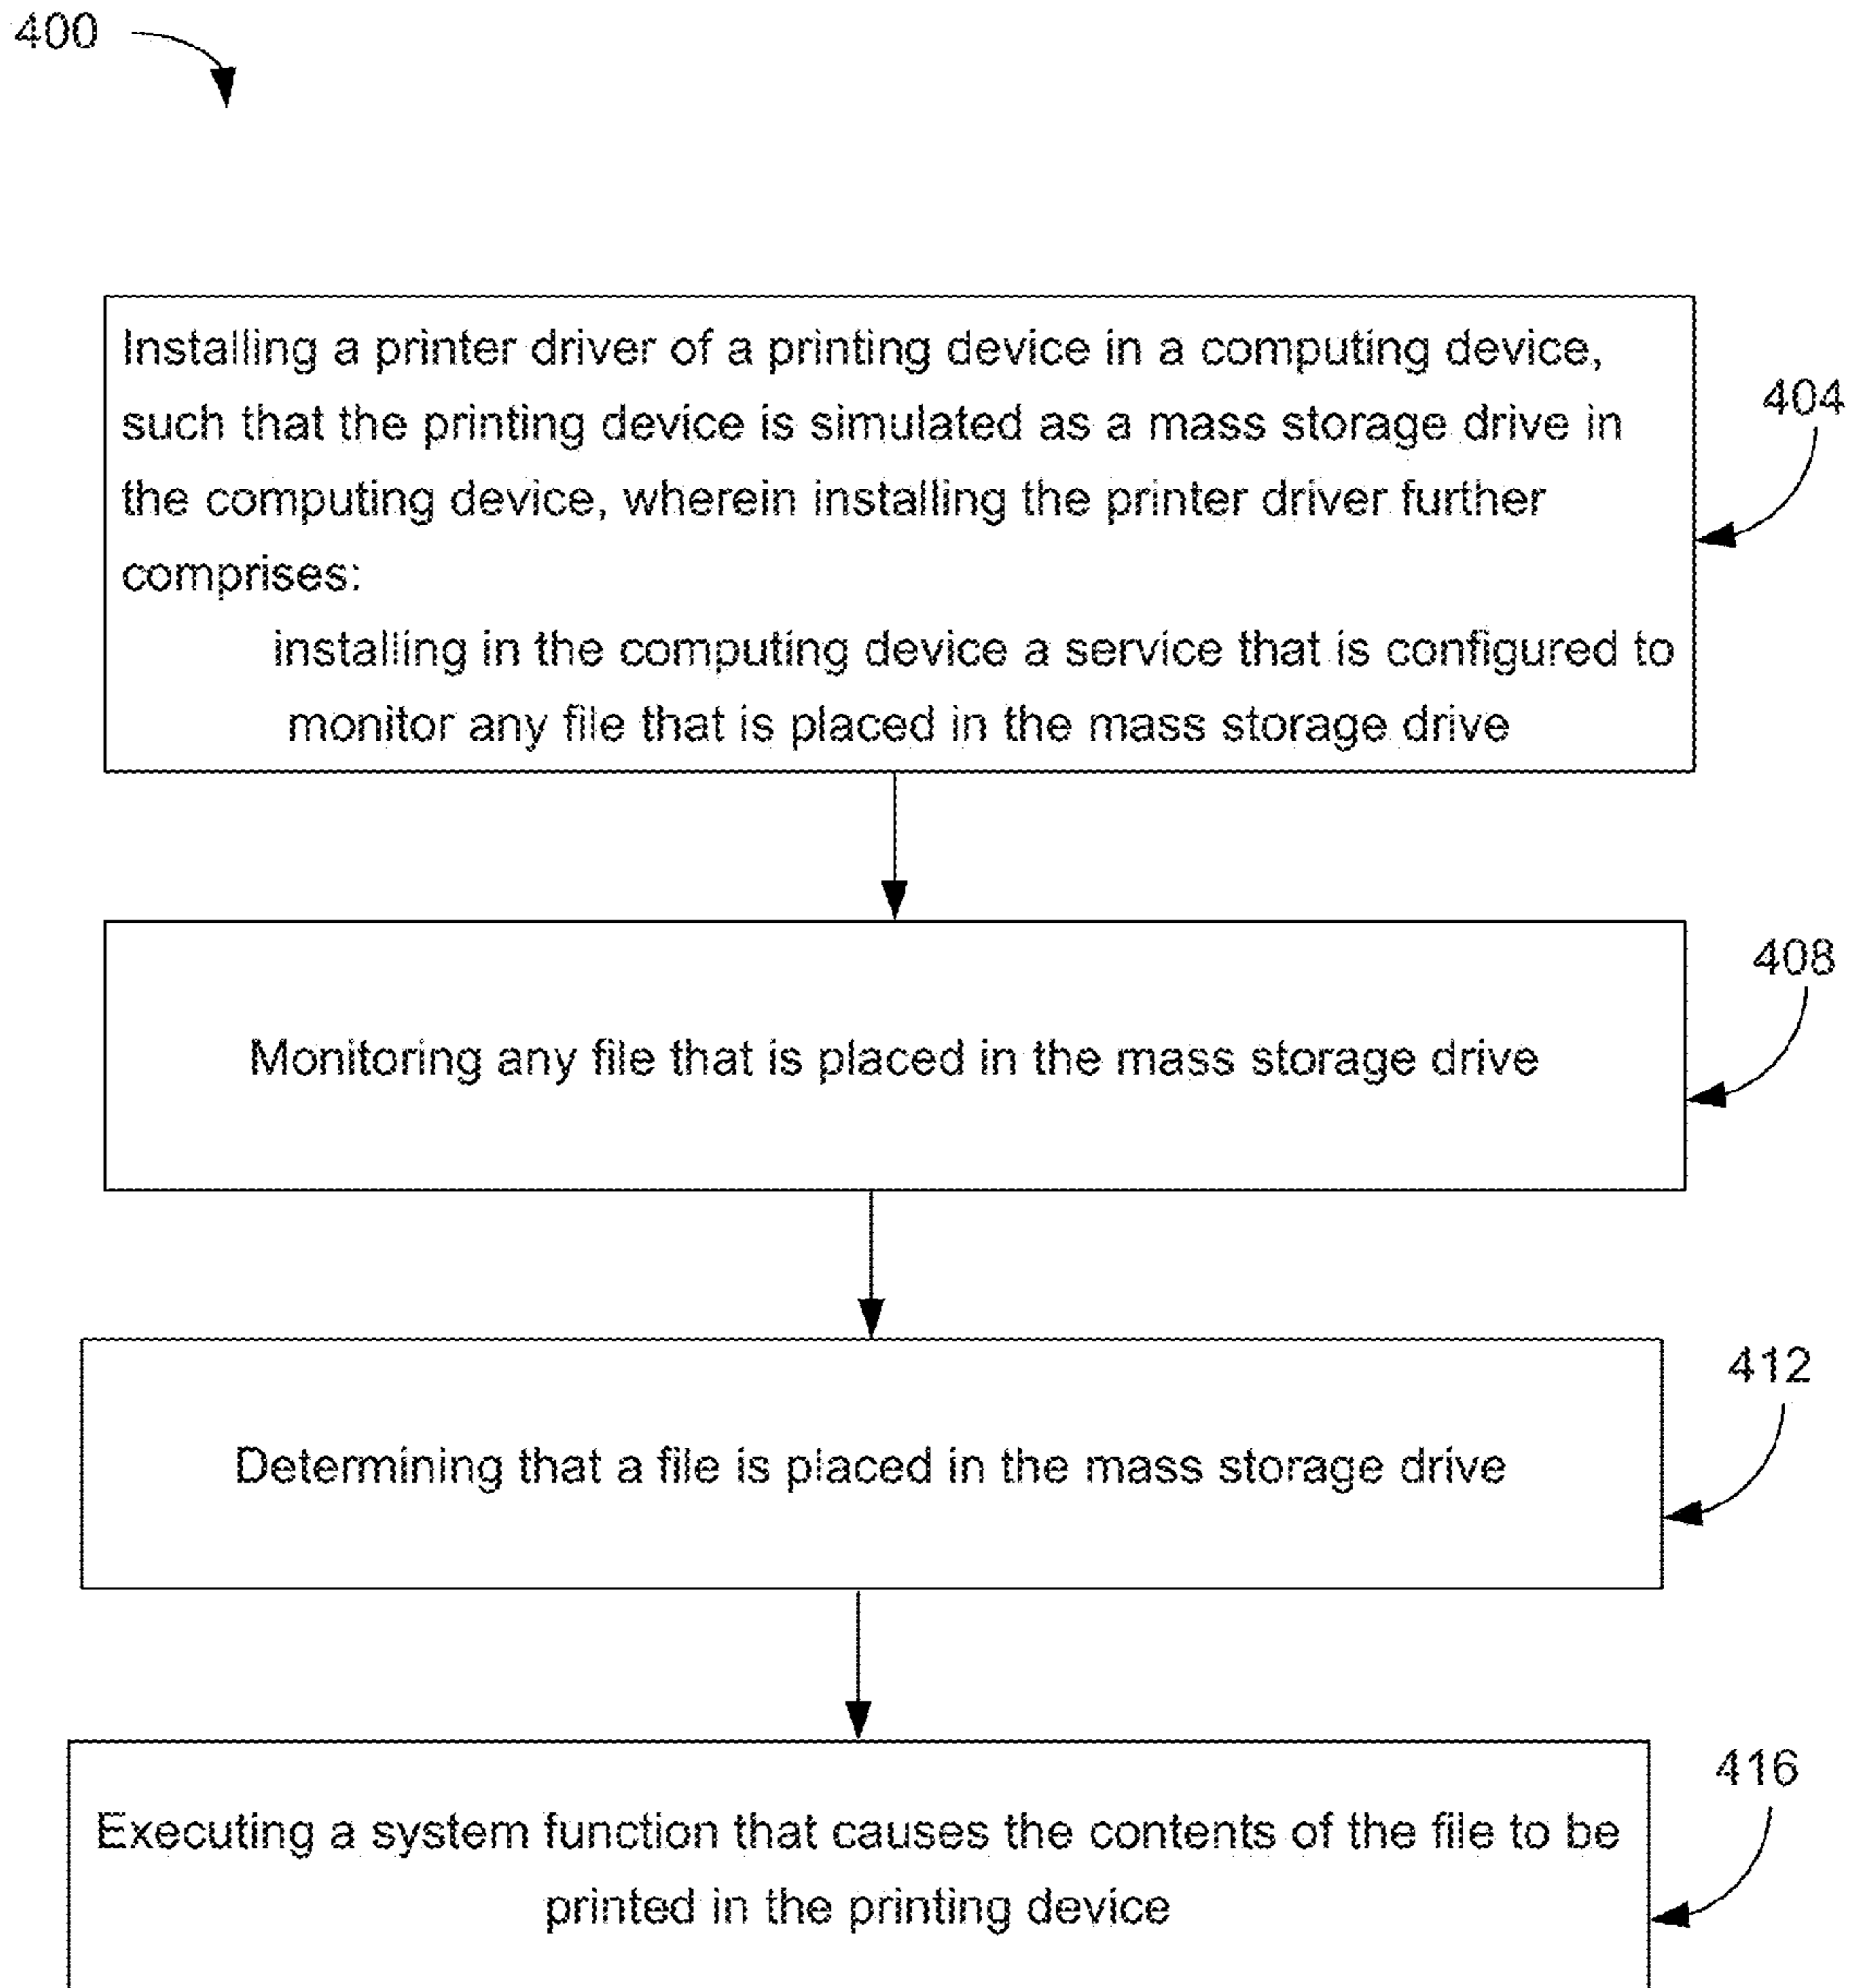 400
Installing a printer driver of a printing device in a computing device,
such that the printing device is simulated as a mass storage drive in
the computing device, wherein installing the printer driver further
comprises:
installing in the computing device a service that is configured to
monitor any file that is placed in the mass storage drive
404
Monitoring any file that is placed in the mass storage drive
408
Determining that a file is placed in the mass storage drive
412
Executing a system function that causes the contents of the file to be
printed in the printing device
416